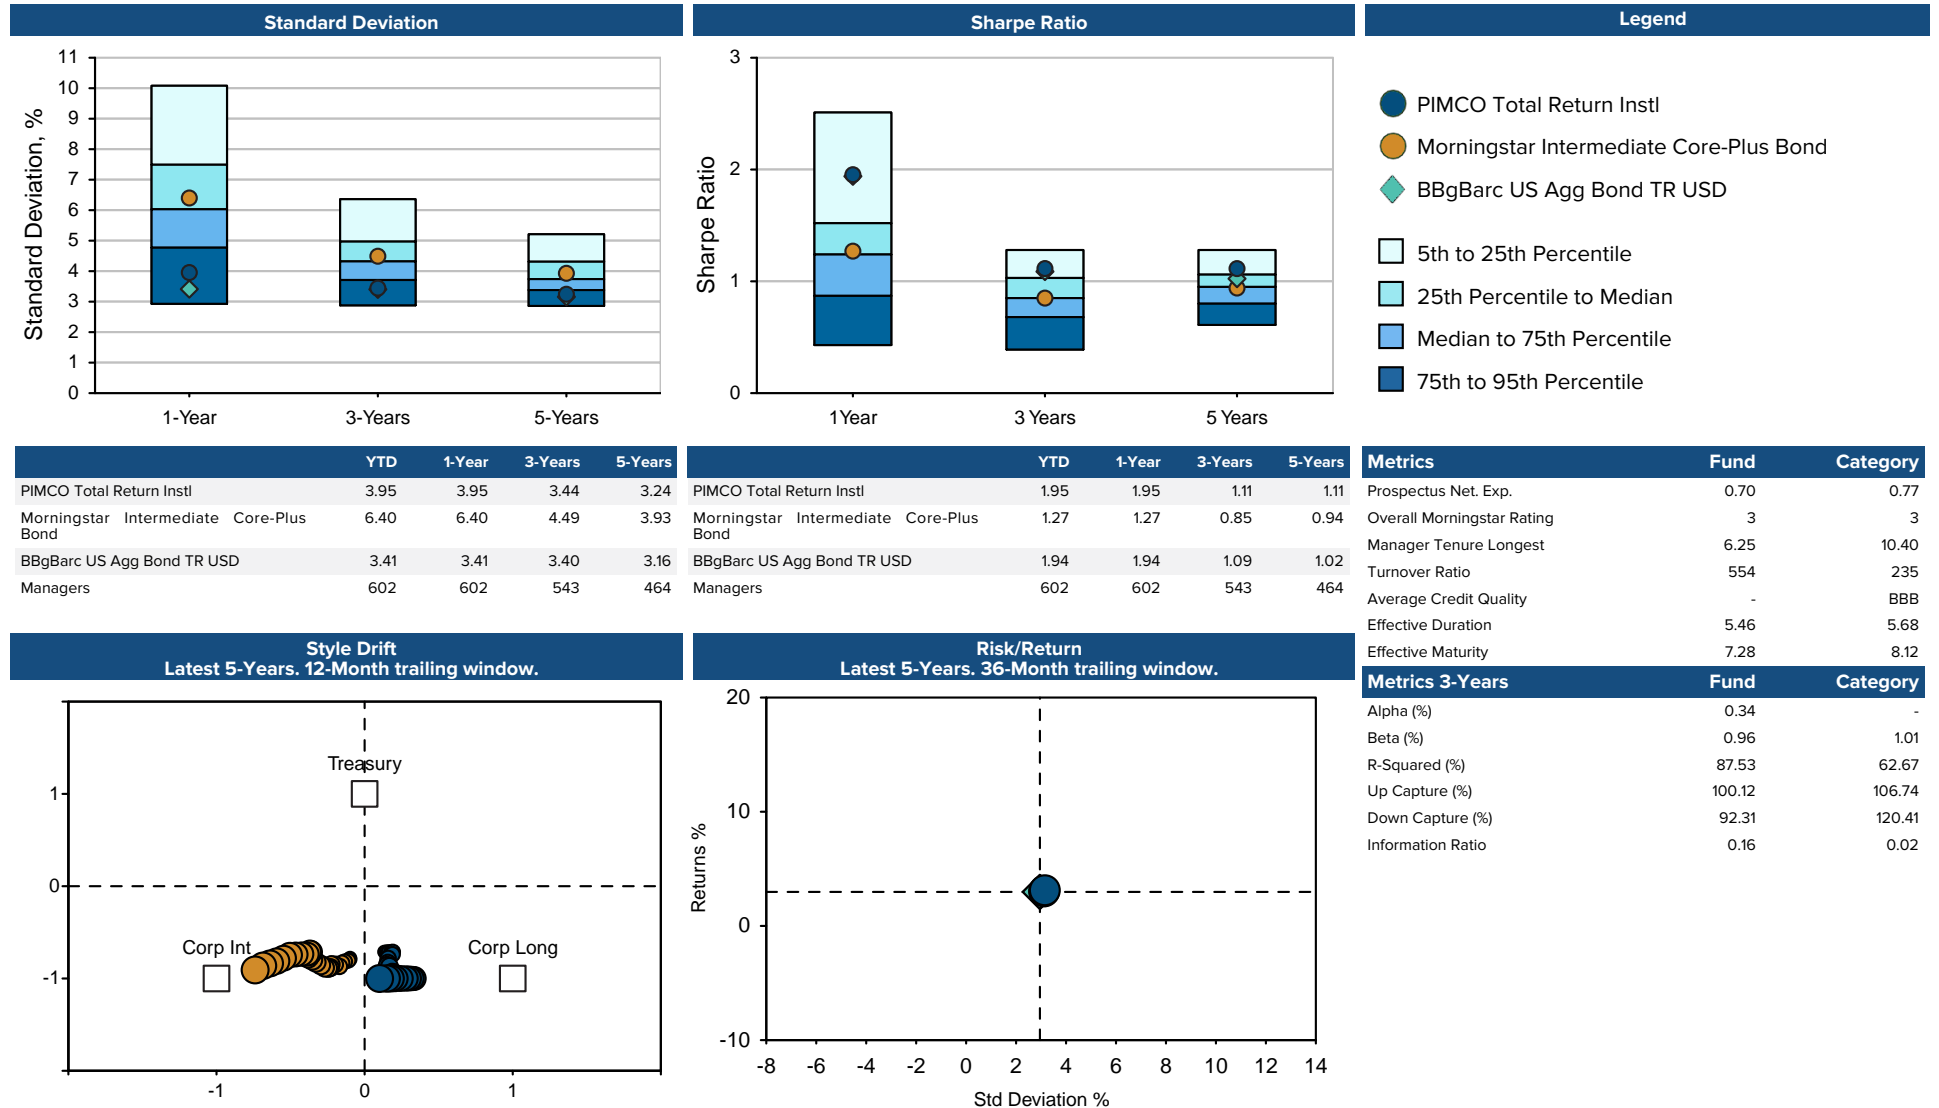 Standard Deviation
Standard Deviation, %
11
10
9
8
7
6
5
4
3
2
1
0
1-Year 3-Years 5-Years
Sharpe Ratio
Sharpe Ratio
3
2
1
0
1Year 3 Years 5 Years
Legend
PIMCO Total Return Instl
Morningstar Intermediate Core-Plus Bond
BBgBarc US Agg Bond TR USD
5th to 25th Percentile
25th Percentile to Median
Median to 75th Percentile
75th to 95th Percentile
YTD 1-Year 3-Years 5-Years
PIMCO Total Return Instl 3.95 3.95 3.44 3.24
Morningstar Intermediate Core-Plus 6.40 6.40 4.49 3.93
Bond
BBgBarc US Agg Bond TR USD 3.41 3.41 3.40 3.16
Managers 602 602 543 464
YTD 1-Year 3-Years 5-Years
PIMCO Total Return Instl 1.95 1.95 1.11 1.11
Morningstar Intermediate Core-Plus 1.27 1.27 0.85 0.94
Bond
BBgBarc US Agg Bond TR USD 1.94 1.94 1.09 1.02
Managers 602 602 543 464
Metrics Fund Category
Prospectus Net. Exp. 0.70 0.77
Overall Morningstar Rating 3 3
Manager Tenure Longest 6.25 10.40
Turnover Ratio 554 235
Average Credit Quality - BBB
Effective Duration 5.46 5.68
Effective Maturity 7.28 8.12
Metrics 3-Years Fund Category
Alpha (%) 0.34 -
Beta (%) 0.96 1.01
R-Squared (%) 87.53 62.67
Up Capture (%) 100.12 106.74
Down Capture (%) 92.31 120.41
Information Ratio 0.16 0.02
Style Drift
Latest 5-Years. 12-Month trailing window.
Treasury
1
0
Corp Int Corp Long
-1
-1 0 1
Risk/Return
Latest 5-Years. 36-Month trailing window.
Returns %
20
10
0
-10
-8 -6 -4 -2 0 2 4 6 8 10 12 14
Std Deviation %